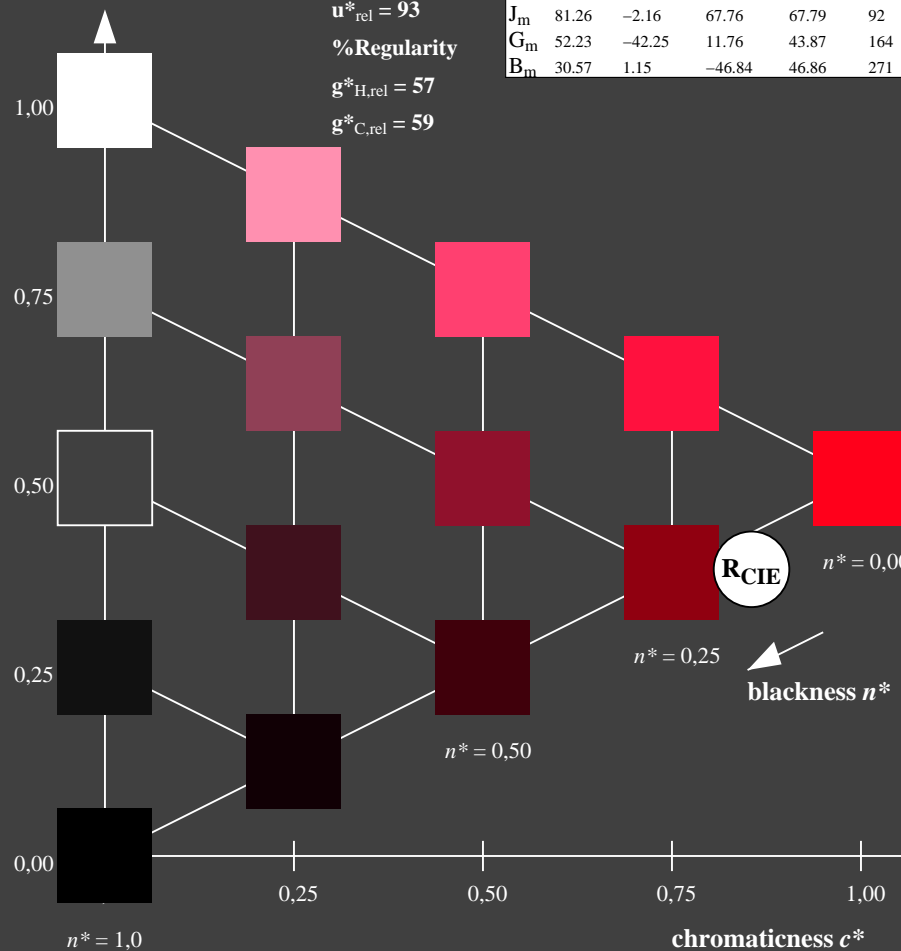 u*rel = 93
%Regularity
g*H,rel = 57
g*C,rel = 59
Jm 81.26 −2.16 67.76 67.79 92
Gm 52.23 −42.25 11.76 43.87 164
Bm 30.57 1.15 −46.84 46.86 271
1,00
0,75
0,50
0,25
0,00
RCIE
n* = 0,00
n* = 0,25
blackness n*
n* = 0,50
0,25 0,50 0,75 1,00
n* = 1,0
chromaticness c*